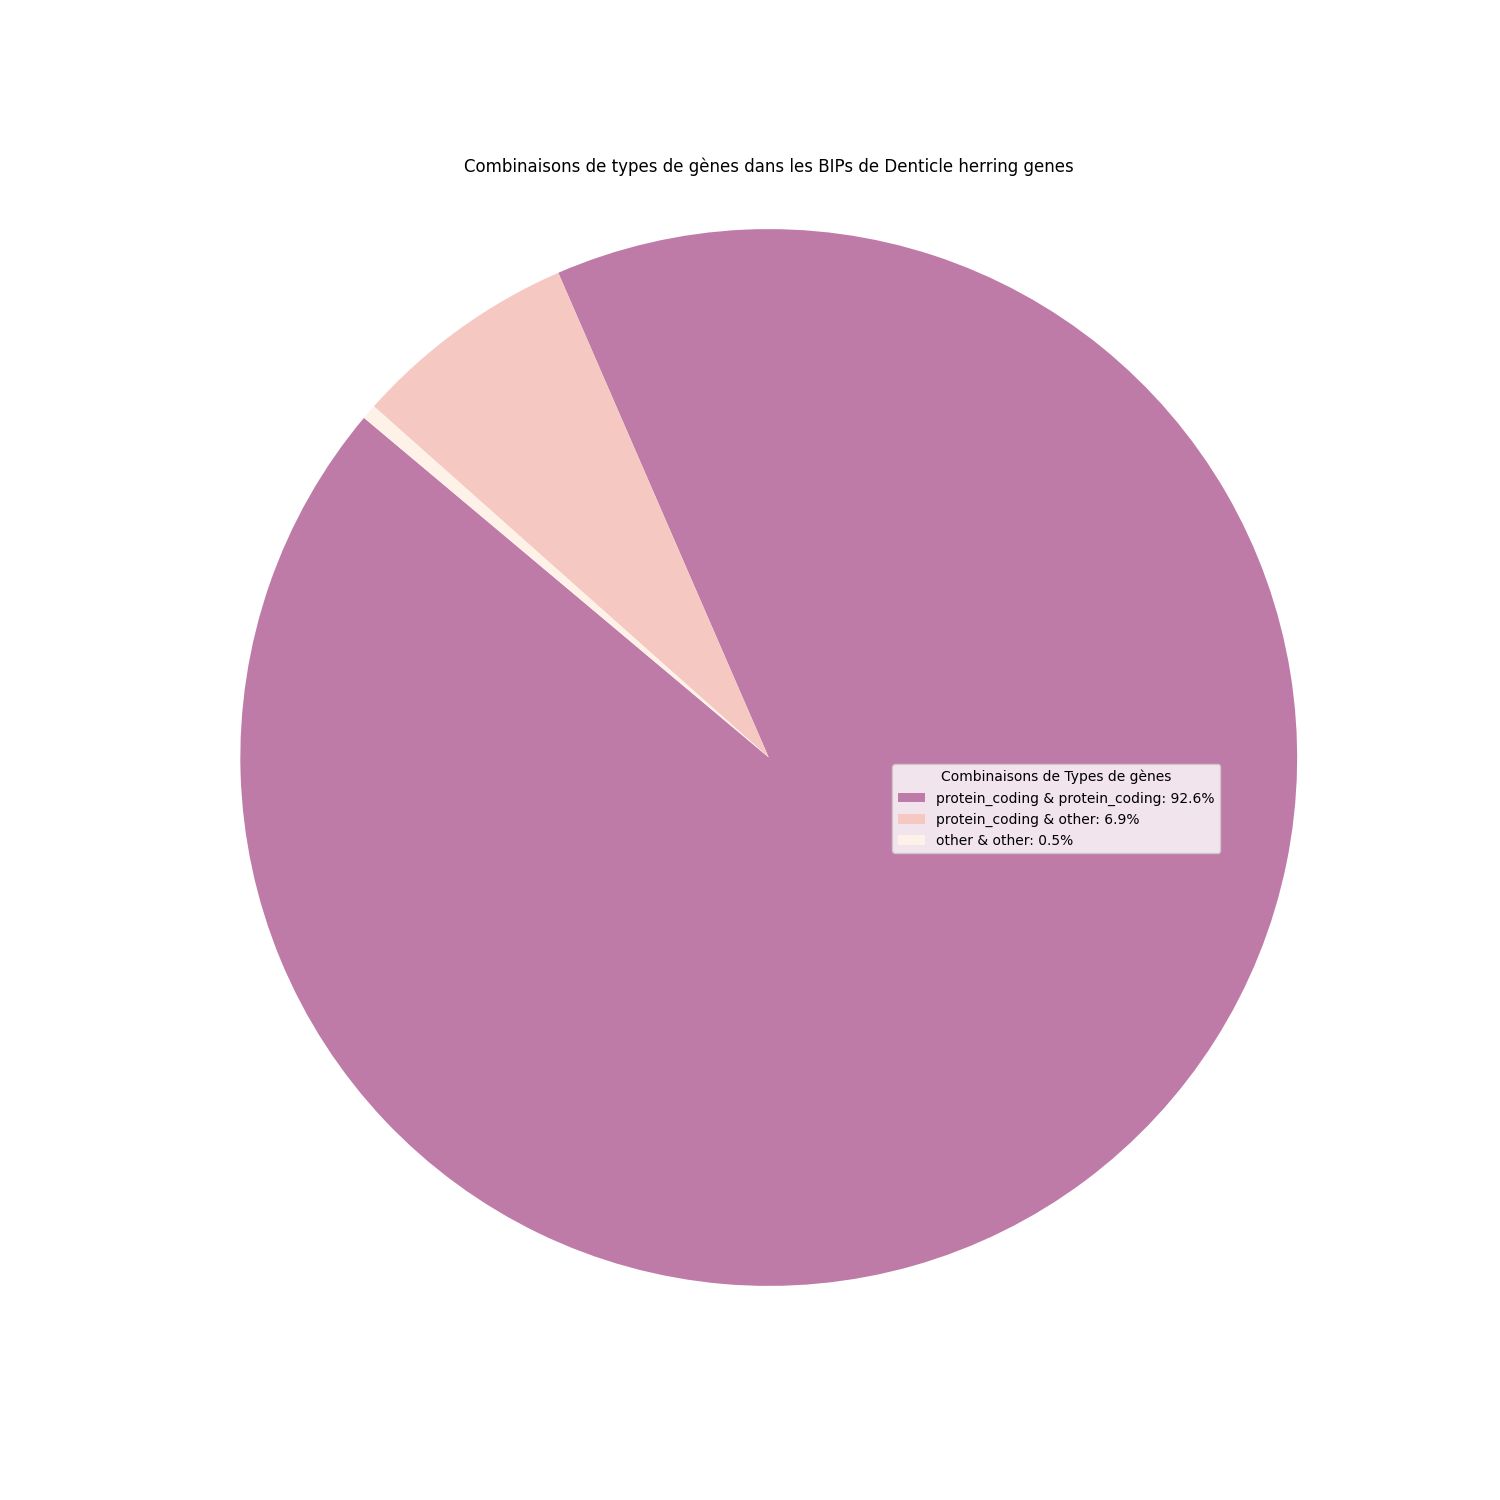 Combinaisons de types de gènes dans les BIPs de Denticle herring genes
Combinaisons de Types de gènes
protein_coding & protein_coding: 92.6%
protein_coding & other: 6.9%
other & other: 0.5%